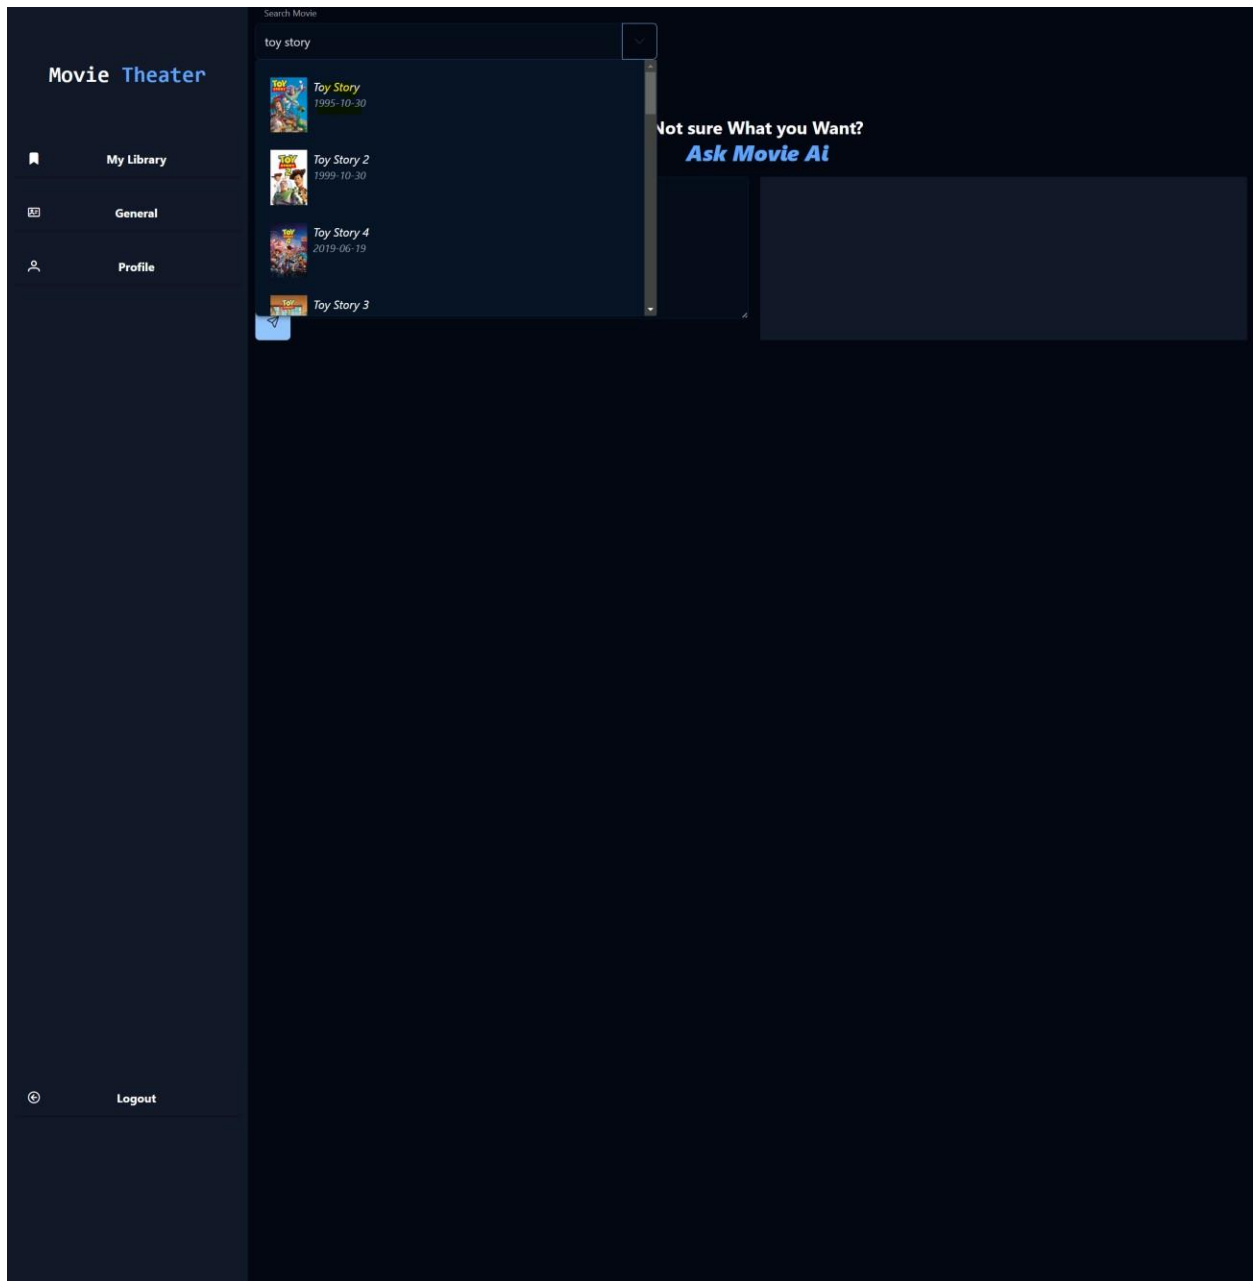 Search Movie
toy story
Movie Theater
Toy Story
1995-10-30
Not sure What you Want?
Ask Movie Ai
My Library
Toy Story 2
1999-10-30
General
Toy Story 4
2019-06-19
Profile
Toy Story 3
Logout